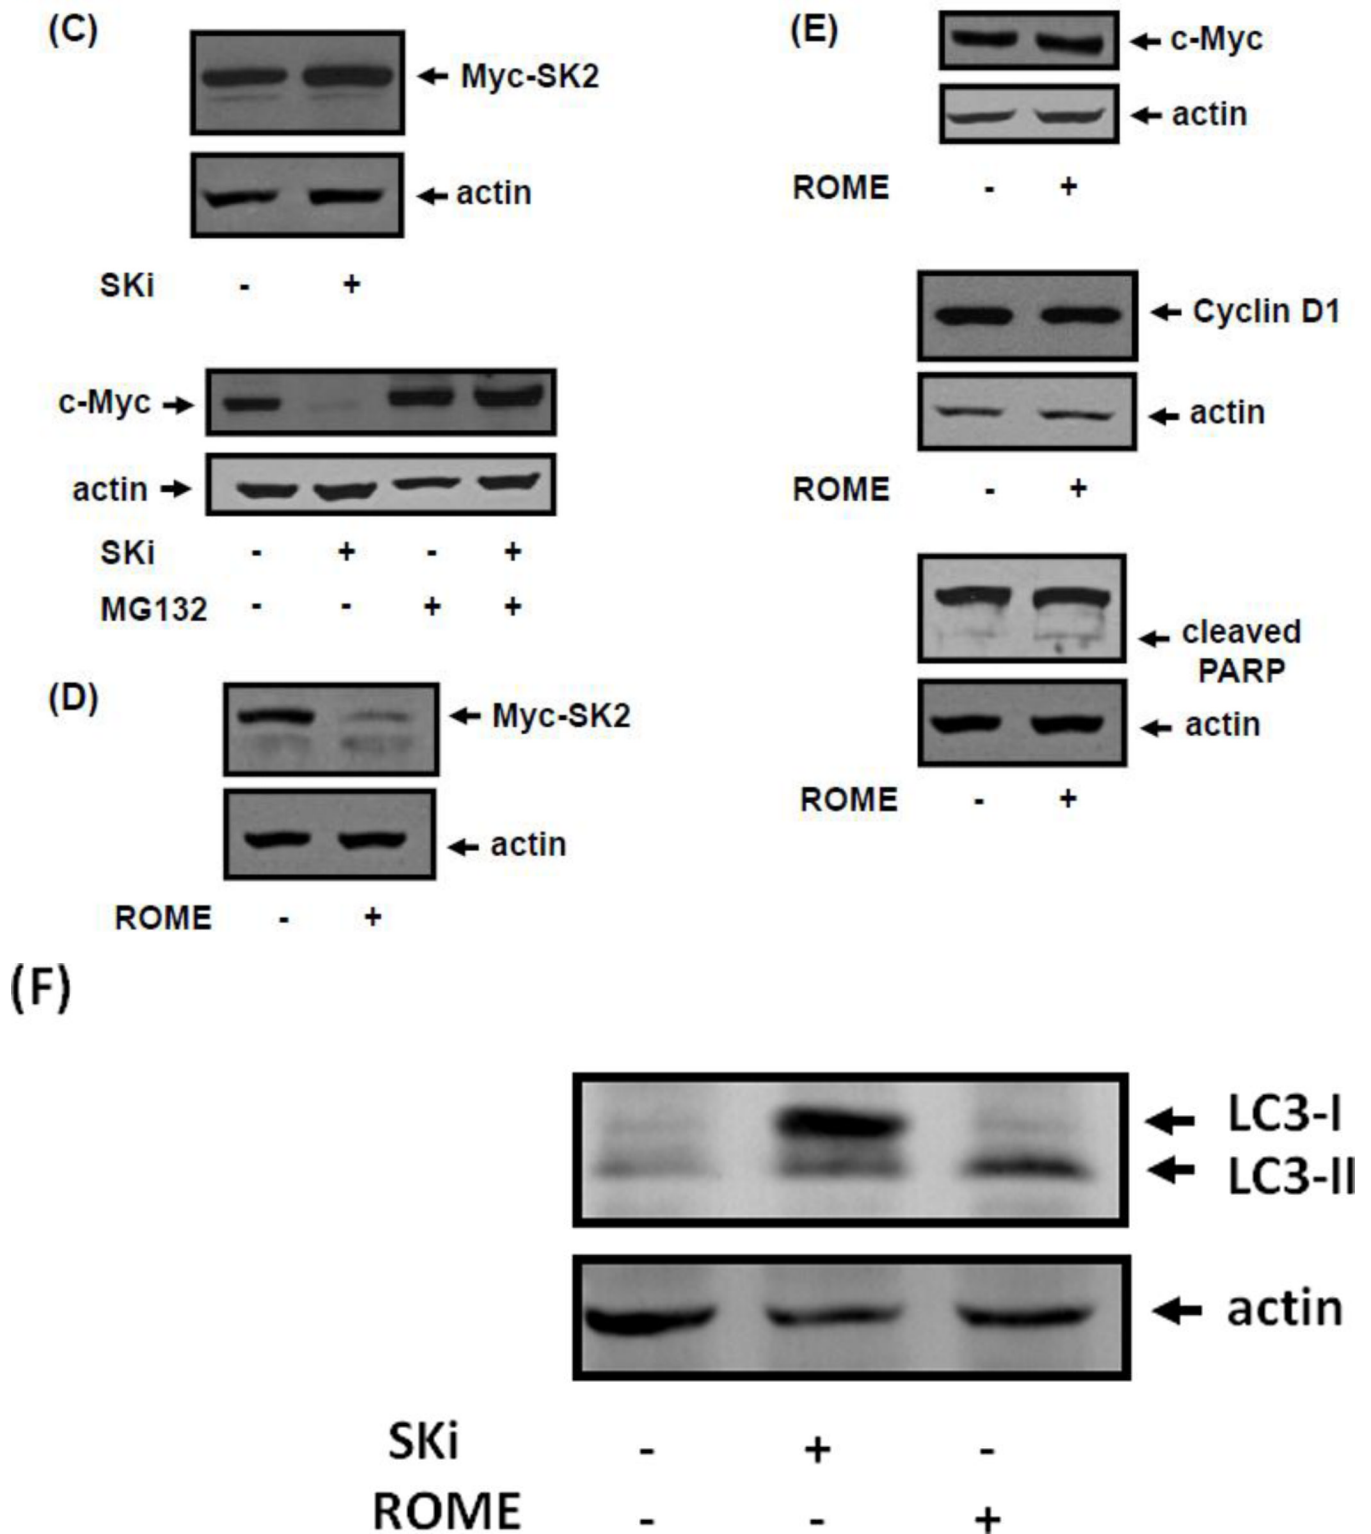 (C)
← Myc-SK2
← actin
SKi - +
c-Myc →
actin →
SKi - + - +
MG132 - - + +
(D)
← Myc-SK2
← actin
ROME - +
(E)
← c-Myc
← actin
ROME - +
← Cyclin D1
← actin
ROME - +
← cleaved
PARP
← actin
ROME - +
(F)
← LC3-I
← LC3-II
← actin
SKi - + -
ROME - - +